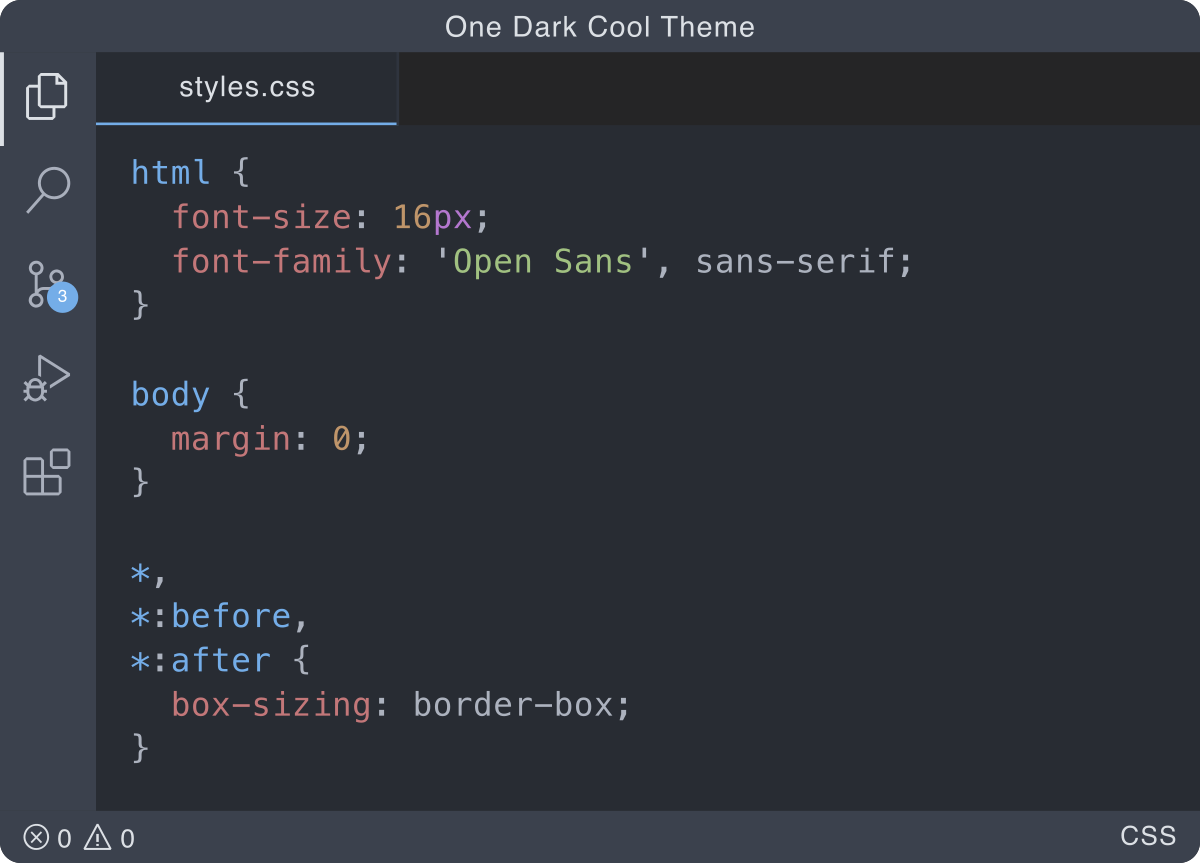 One Dark Cool Theme
styles.css
html {
  font-size: 16px;
  font-family: 'Open Sans', sans-serif;
}
3
body {
  margin: 0;
}
*,
*:before,
*:after {
  box-sizing: border-box;
}
0 0
CSS